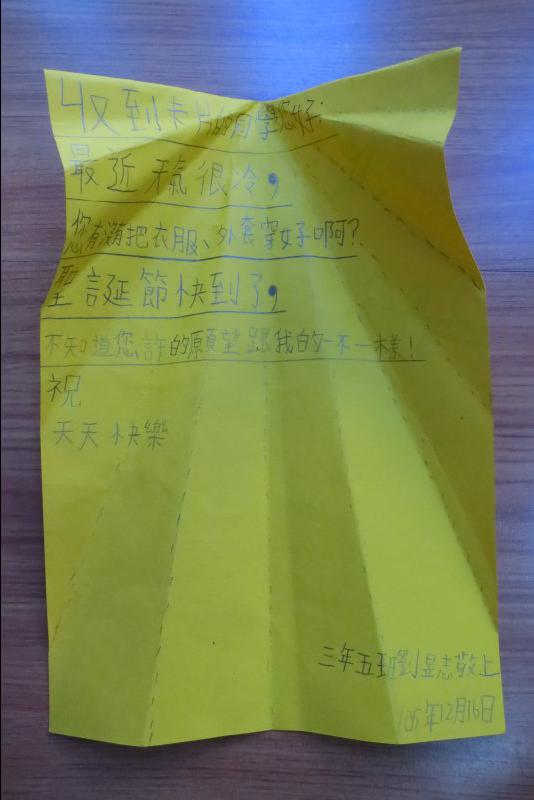 收到卡片的同學您好:
最近天氣很冷,
您有沒有把衣服、外套穿好啊?
聖誕節快到了,
不知道您許的願望跟我的一不一樣!
祝
天天快樂
三年五班劉昱志敬上
105年12月16日